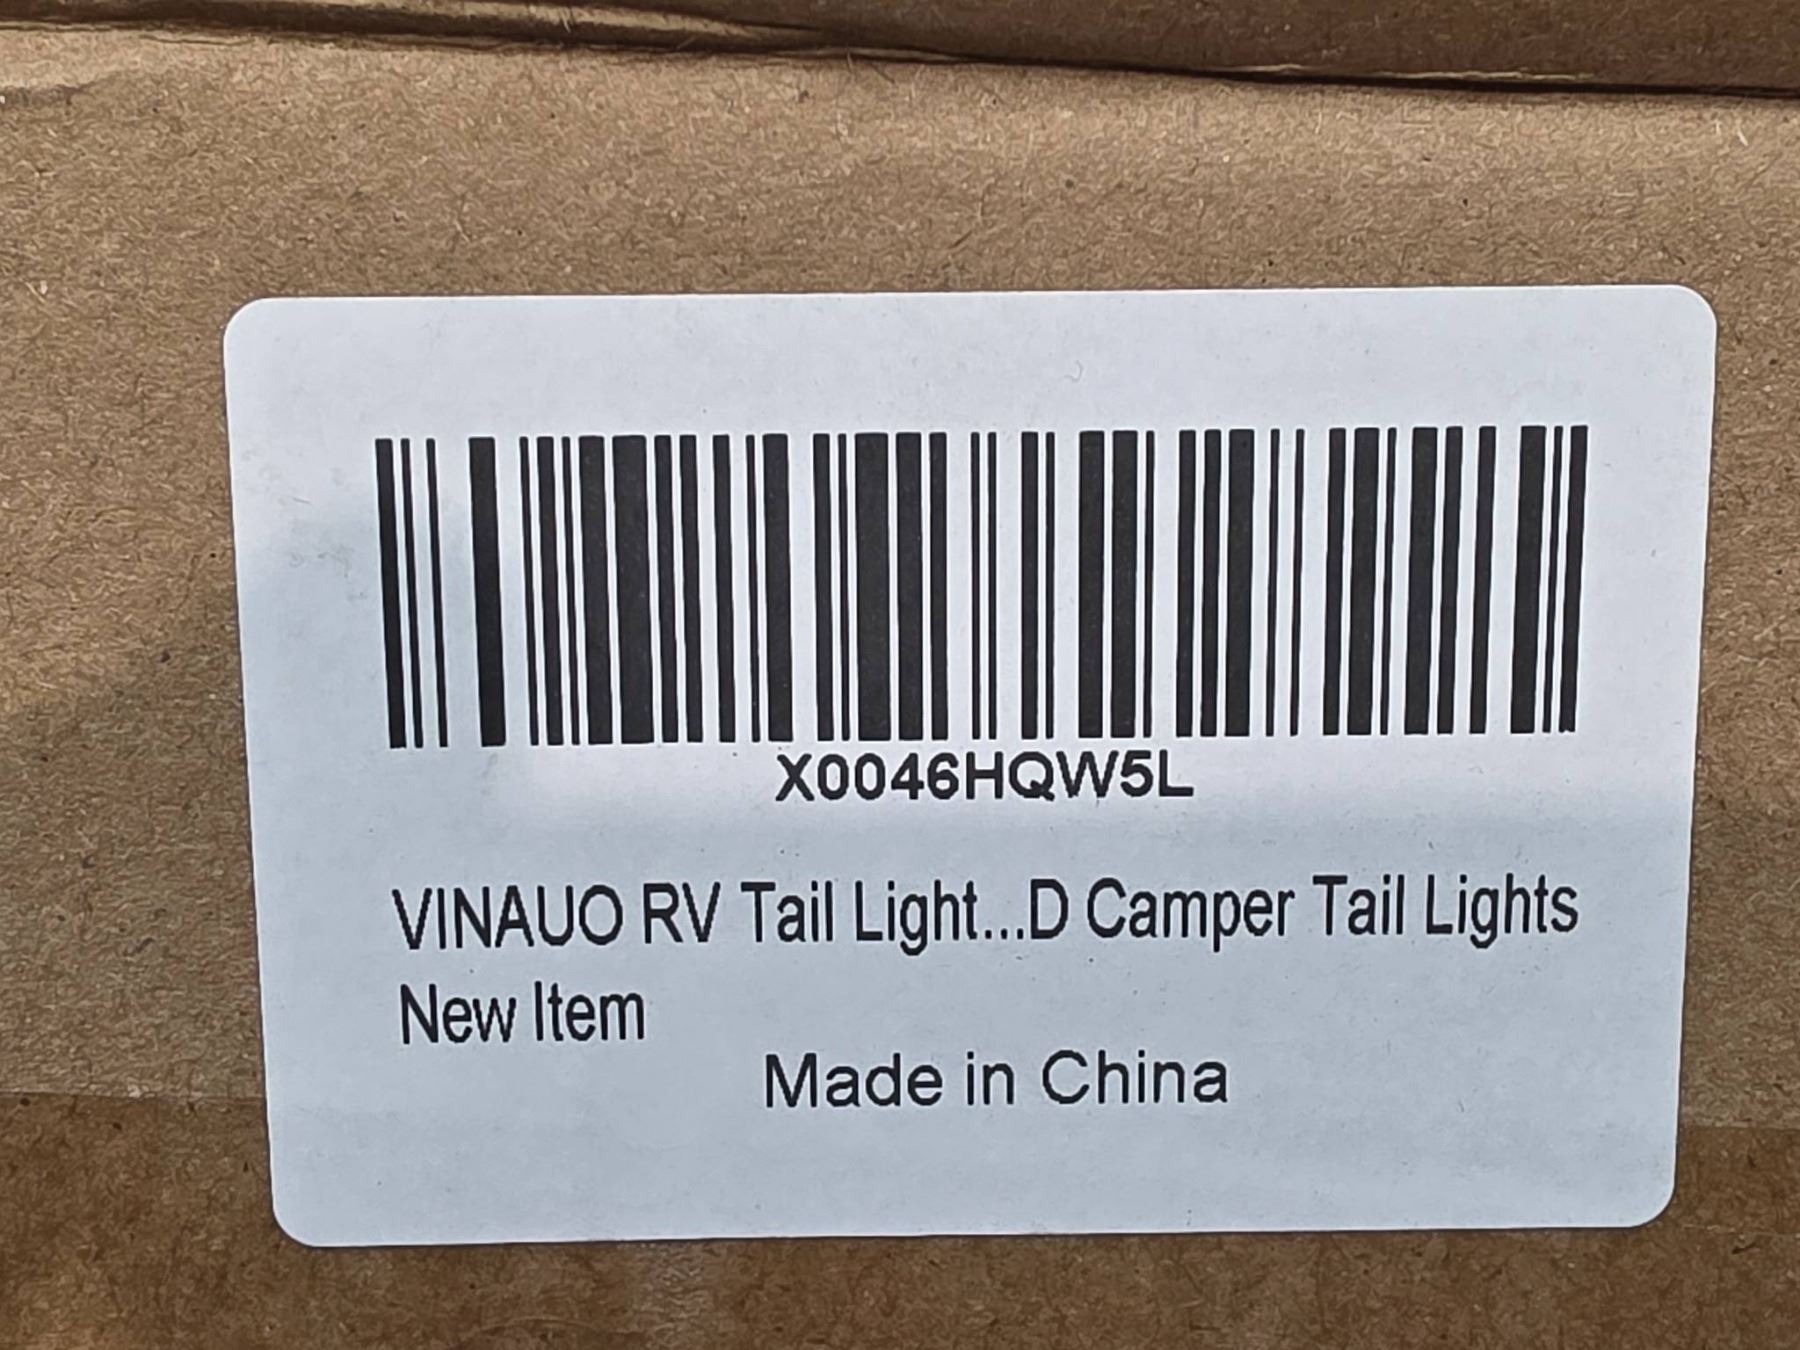 X0046HQW5L
VINAUO RV Tail Light...D Camper Tail Lights
New Item
Made in China